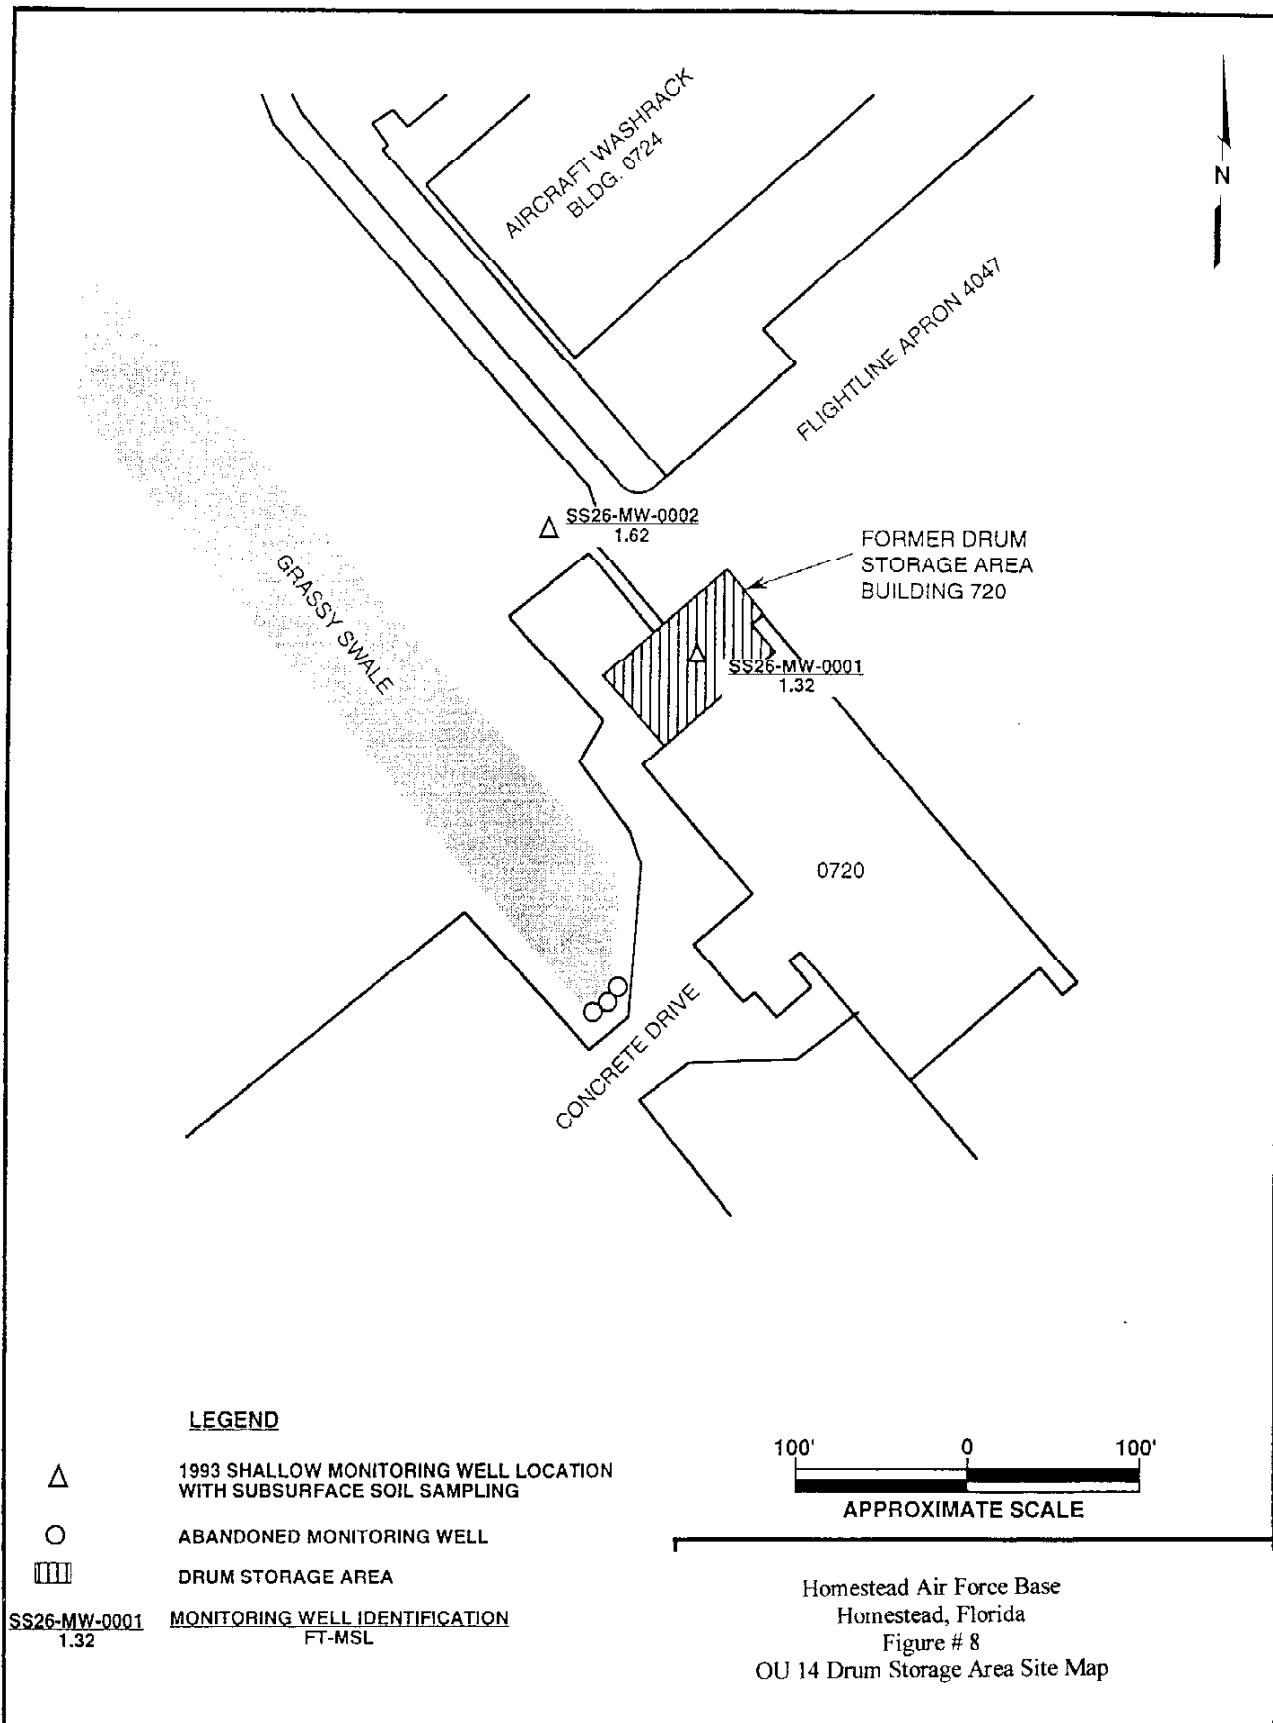 AIRCRAFT WASHRACK
BLDG. 0724
N
FLIGHTLINE APRON 4047
SS26-MW-0002
1.62
FORMER DRUM
STORAGE AREA
BUILDING 720
GRASSY SWALE
SS26-MW-0001
1.32
0720
CONCRETE DRIVE
LEGEND
1993 SHALLOW MONITORING WELL LOCATION
WITH SUBSURFACE SOIL SAMPLING
ABANDONED MONITORING WELL
DRUM STORAGE AREA
SS26-MW-0001 MONITORING WELL IDENTIFICATION
1.32 FT-MSL
100' 0 100'
APPROXIMATE SCALE
Homestead Air Force Base
Homestead, Florida
Figure # 8
OU 14 Drum Storage Area Site Map